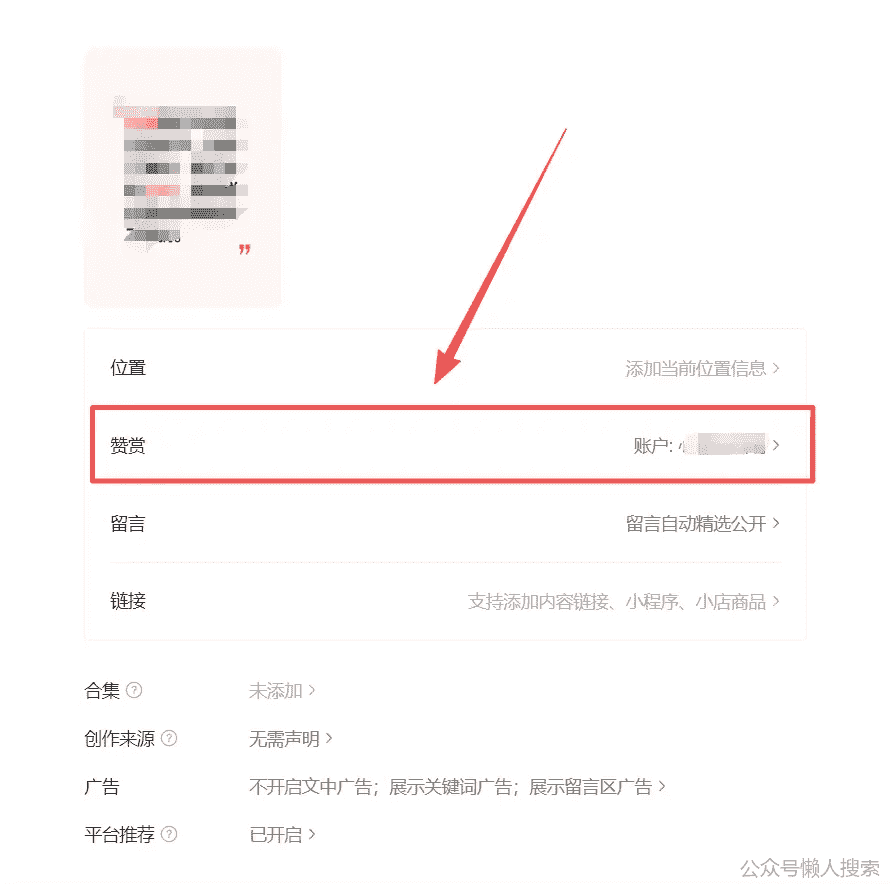 位置 添加当前位置信息
赞赏 账户:
留言 留言自动精选公开
链接 支持添加内容链接、小程序、小店商品
合集 ? 未添加
创作来源 ? 无需声明
广告 不开启文中广告；展示关键词广告；展示留言区广告
平台推荐 ? 已开启
公众号懒人搜索